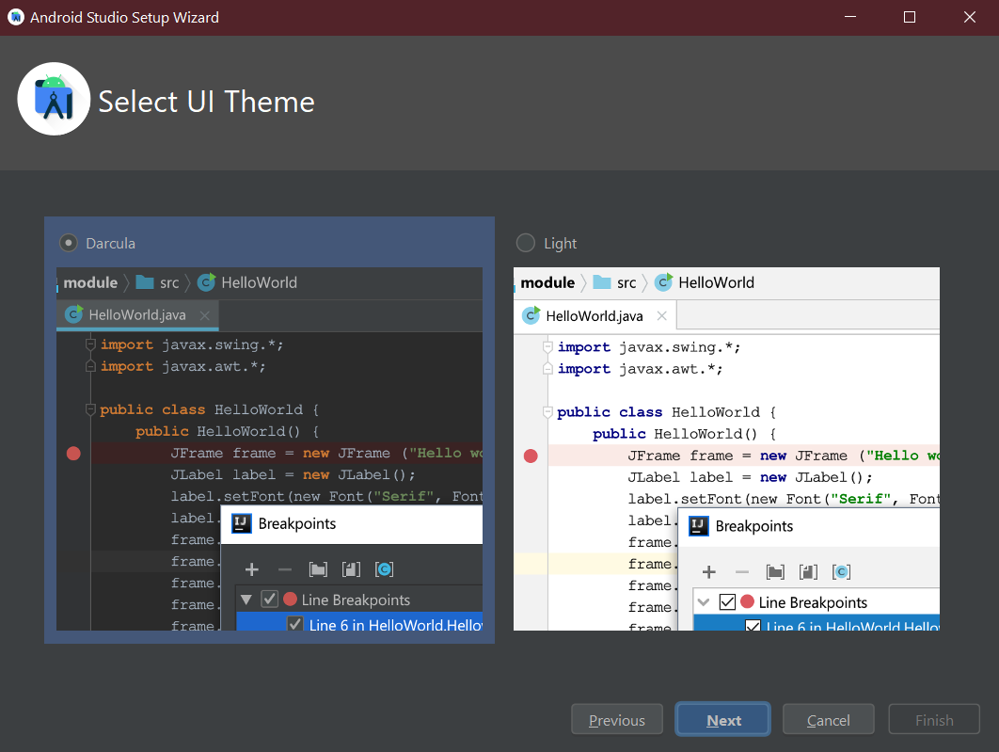 Android Studio Setup Wizard
Select UI Theme
Darcula
module src HelloWorld
HelloWorld.java
import javax.swing.*;
import javax.awt.*;
public class HelloWorld {
public HelloWorld() {
JFrame frame = new JFrame ("Hello
JLabel label = new JLabel();
label.setFont(new Font("Serif", Font
label.
frame.
frame.
frame.
frame.
frame.
Breakpoints
Line Breakpoints
Line 6 in HelloWorld.Hello
Light
module src HelloWorld
HelloWorld.java
import javax.swing.*;
import javax.awt.*;
public class HelloWorld {
public HelloWorld() {
JFrame frame = new JFrame ("Hello
JLabel label = new JLabel();
label.setFont(new Font("Serif", Font
label.
frame.
frame.
frame.
frame.
frame.
Breakpoints
Line Breakpoints
Line 6 in HelloWorld.Hello
Previous
Next
Cancel
Finish